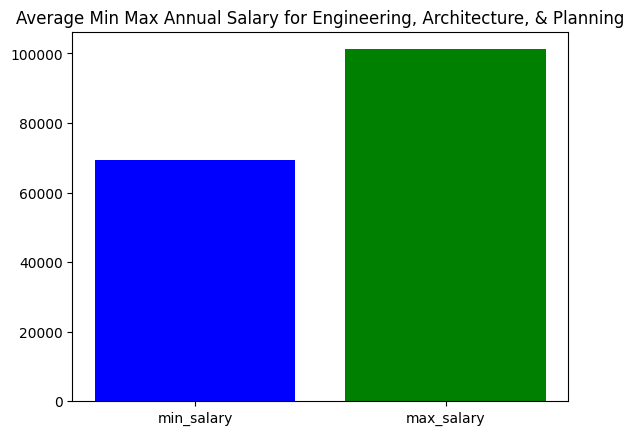 Average Min Max Annual Salary for Engineering, Architecture, & Planning
100000
80000
60000
40000
20000
0
min_salary
max_salary